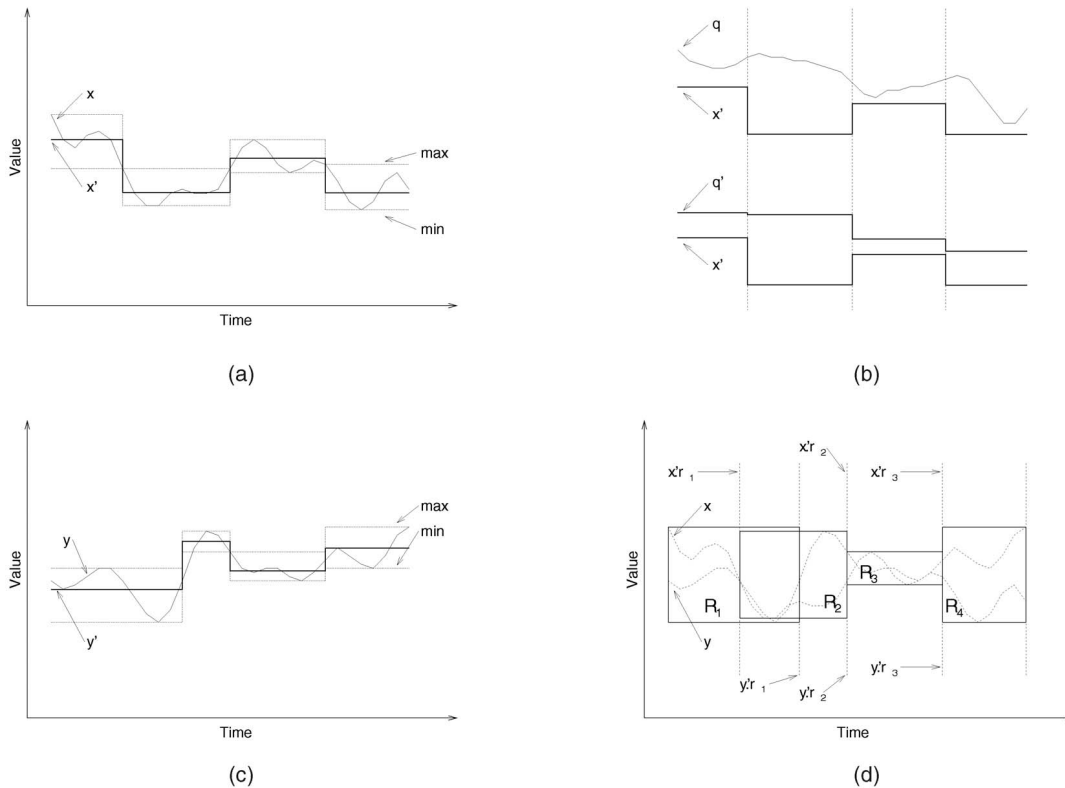 Value
x
x'
max
min
Time
(a)
q
x'
q'
x'
(b)
Value
y
y'
max
min
Time
(c)
Value
x'.r 1
x'.r 2
x'.r 3
x
y
R1
R2
R3
R4
y'.r 1
y'.r 2
y'.r 3
Time
(d)